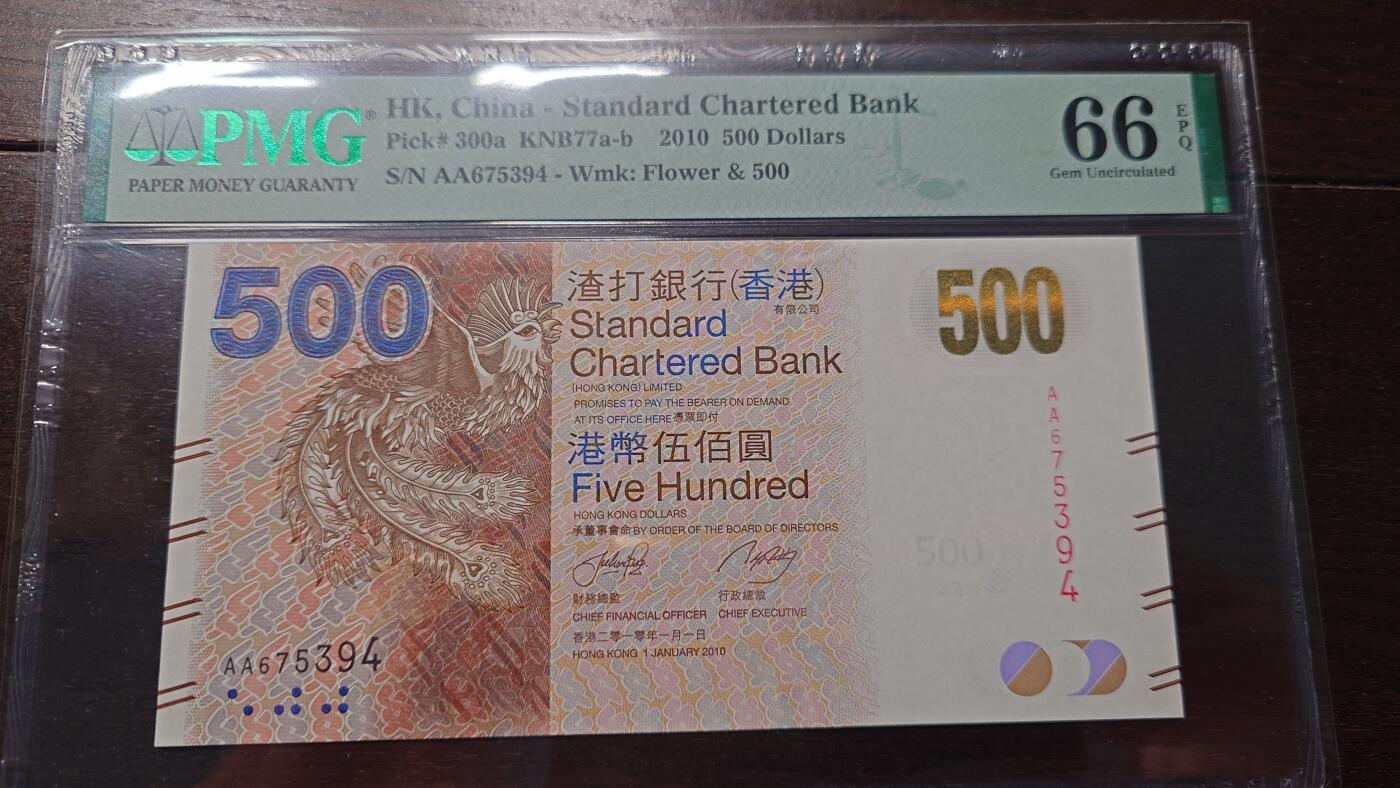 PMG®
PAPER MONEY GUARANTY
HK, China - Standard Chartered Bank
Pick# 300a KNB77a-b 2010 500 Dollars
S/N AA675394 - Wmk: Flower & 500
66
EPQ
Gem Uncirculated
500
渣打銀行(香港)
有限公司
Standard
Chartered Bank
(HONG KONG) LIMITED
PROMISES TO PAY THE BEARER ON DEMAND
AT ITS OFFICE HERE 憑票即付
港幣伍佰圓
Five Hundred
HONG KONG DOLLARS
承董事會命 BY ORDER OF THE BOARD OF DIRECTORS
財務總監 行政總裁
CHIEF FINANCIAL OFFICER CHIEF EXECUTIVE
香港二零一零年一月一日
HONG KONG 1 JANUARY 2010
AA675394
500
AA675394
500